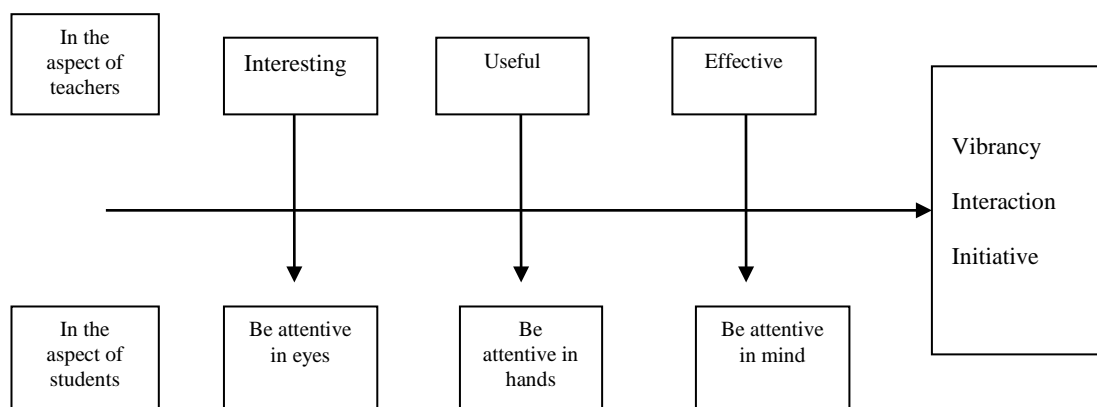 In the
aspect of
teachers
Interesting
Useful
Effective
Vibrancy
Interaction
Initiative
In the
aspect of
students
Be attentive
in eyes
Be
attentive in
hands
Be attentive
in mind